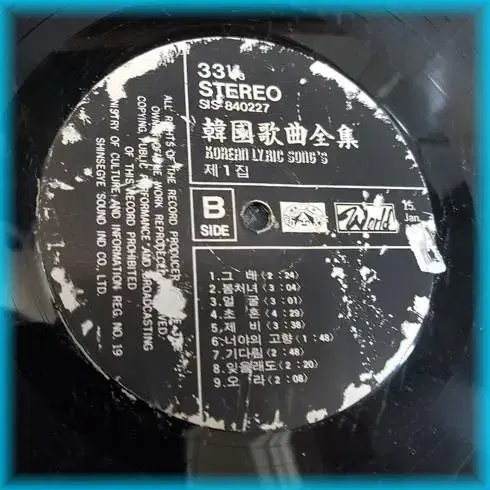 33⅓
STEREO
SIS 840227
韓國歌曲全集
KOREAN LYRIC SONG'S
제1집
B
SIDE
World
15.
Jan.
1.그 대(2:24)
2.봄처녀(3:04)
3.얼 굴(3:01)
4.초 혼(4:29)
5.제 비(3:38)
6.너야의 고향(1:48)
7.기다림(2:48)
8.잊을래도(2:20)
9.오 라(2:08)
ALL RIGHTS OF THE RECORD PRODUCER
OWNER OF THE WORK REPRODUCED
COPYING, PUBLIC PERFORMANCE AND BROADCASTING
OF THIS RECORD PROHIBITED
NISTRY OF CULTURE AND INFORMATION REG. NO. 19
SHINSEGYE SOUND IND CO., LTD.